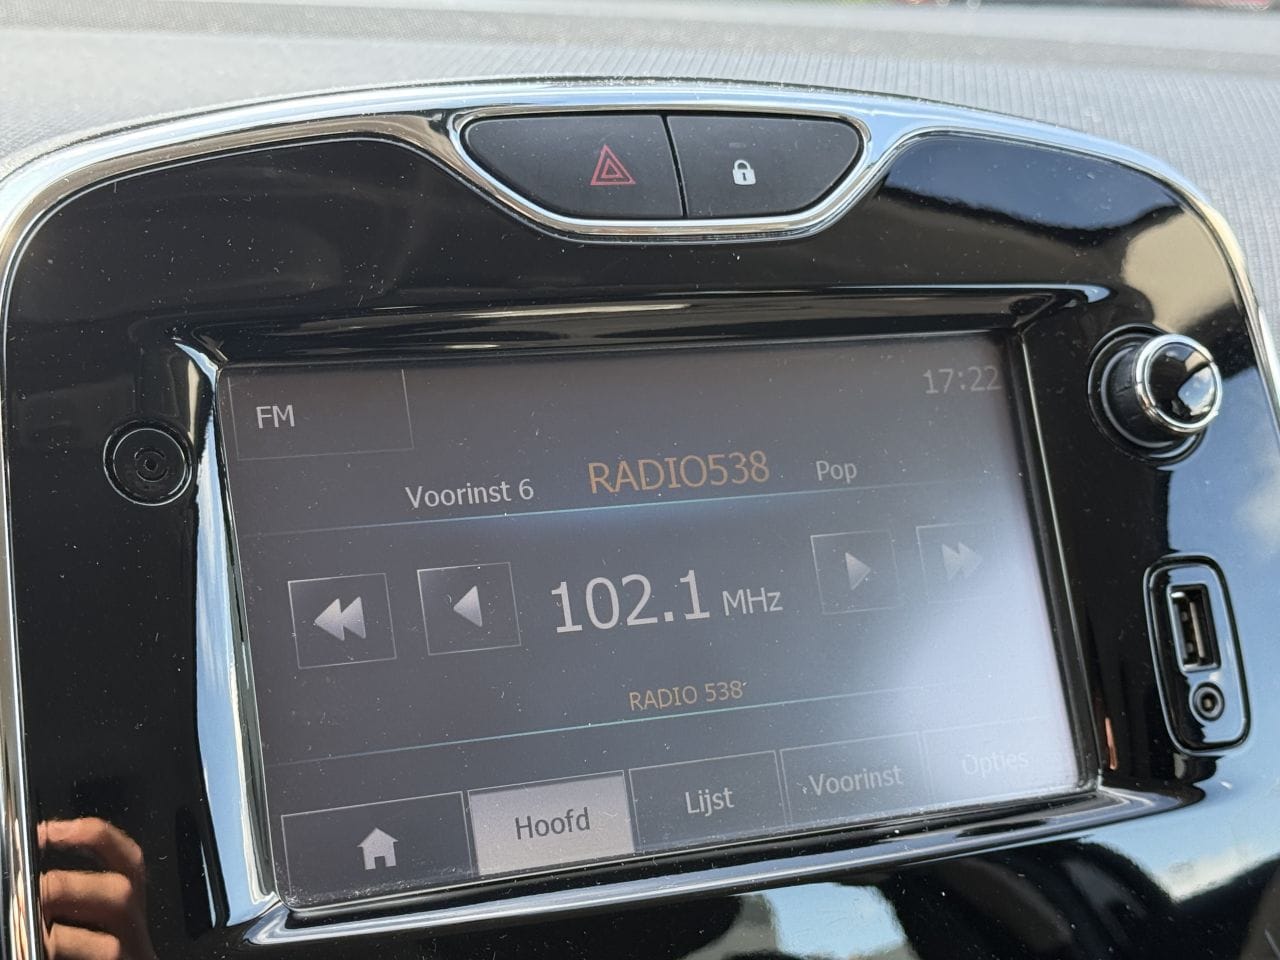 17:22
FM
Voorinst 6 RADIO538 Pop
102.1 MHz
RADIO 538
Hoofd Lijst Voorinst Opties